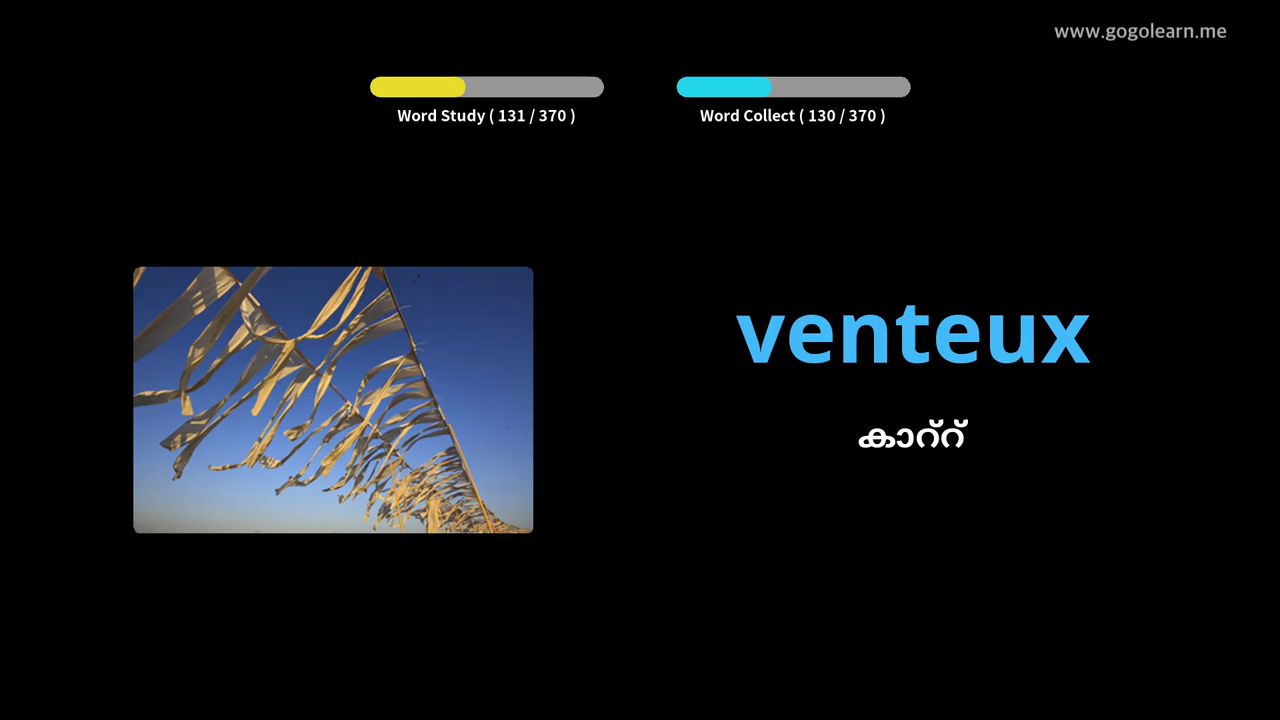 www.gogolearn.me
Word Study ( 131 / 370 )
Word Collect ( 130 / 370 )
venteux
കാറ്റ്